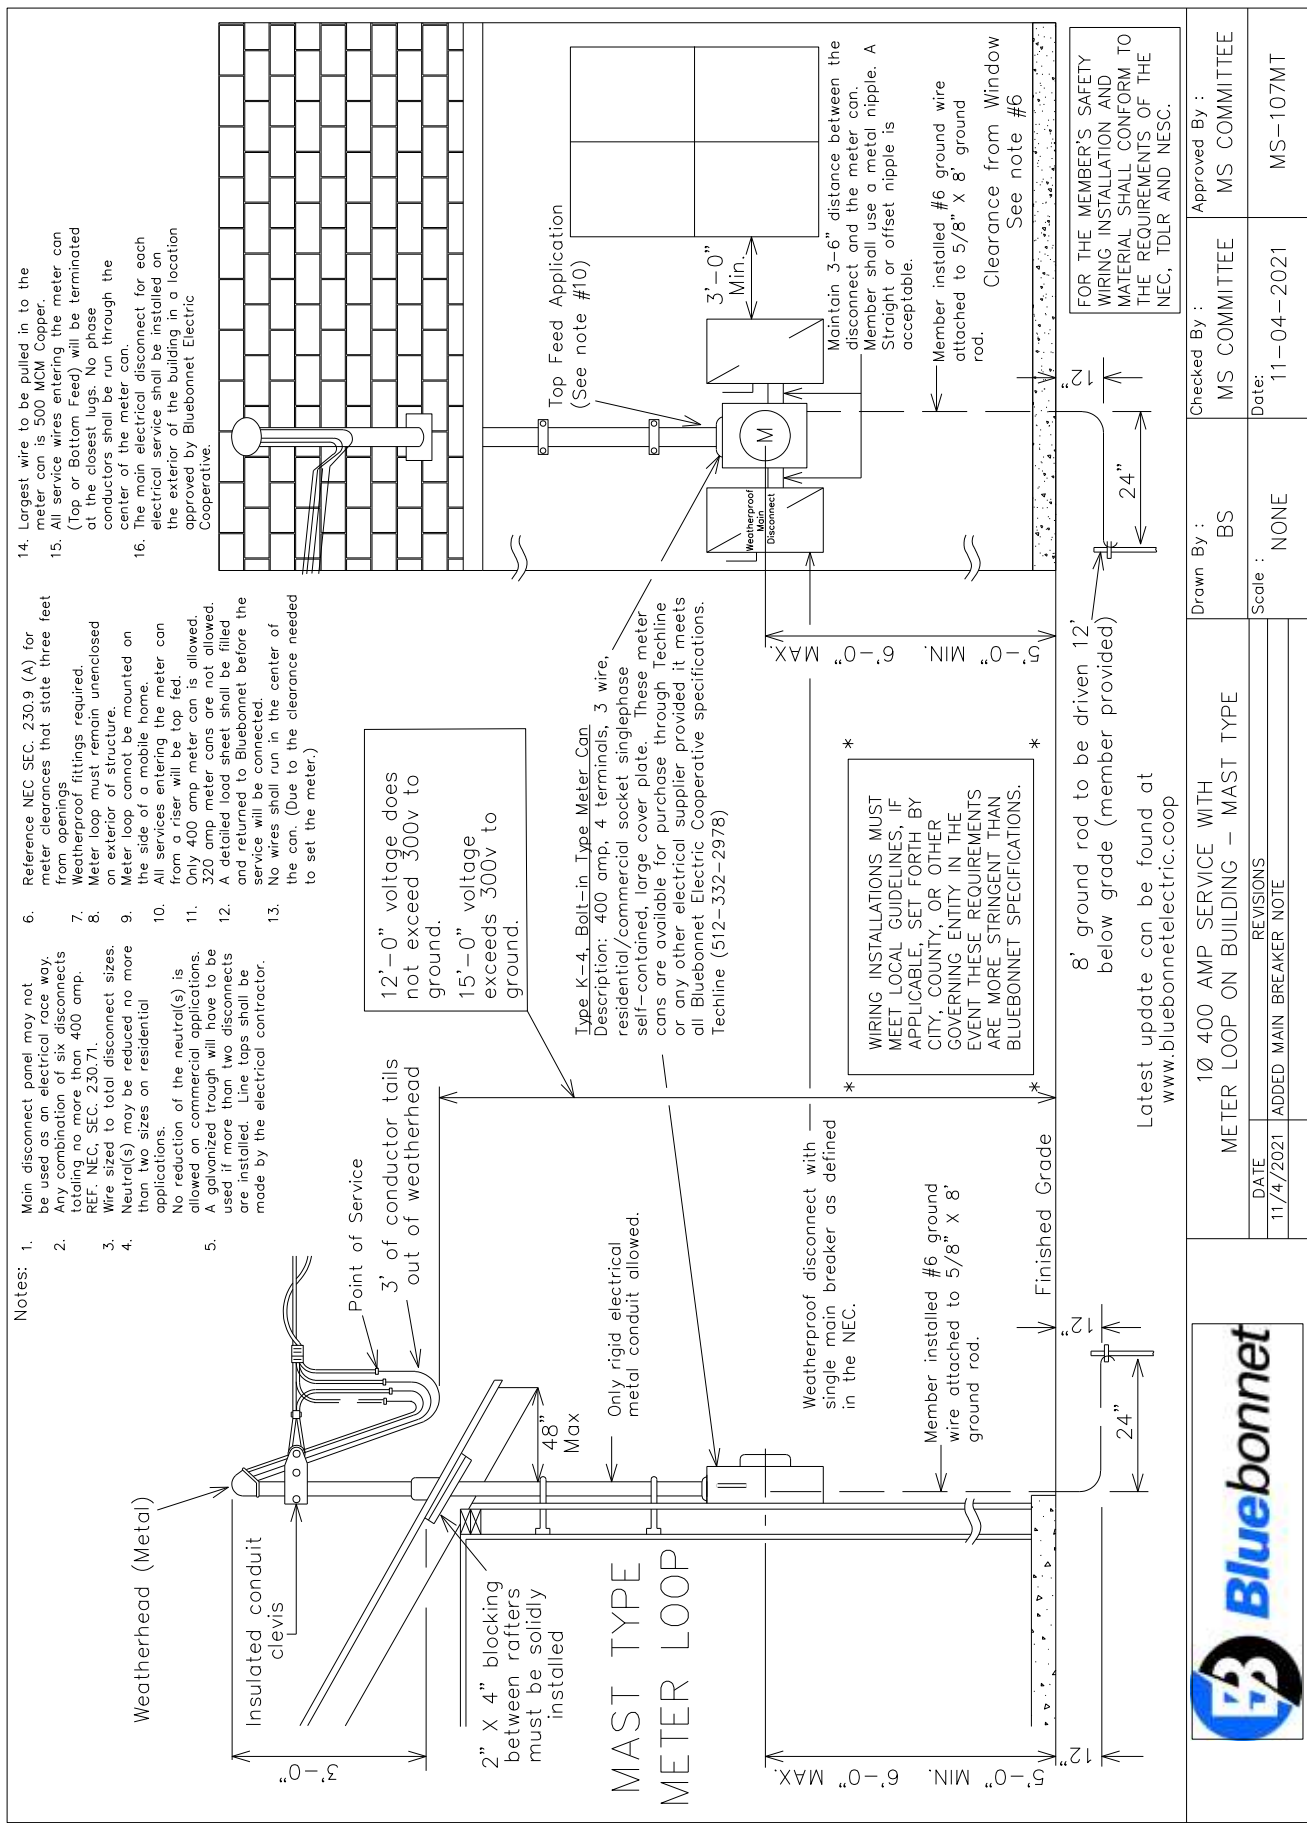 Notes:
1. Main disconnect panel may not
be used as an electrical race way.
2. Any combination of six disconnects
totaling no more than 400 amp.
REF. NEC, SEC. 230.71.
3. Wire sized to total disconnect sizes.
4. Neutral(s) may be reduced no more
than two sizes on residential
applications.
No reduction of the neutral(s) is
allowed on commercial applications.
5. A galvanized trough will have to be
used if more than two disconnects
are installed. Line taps shall be
made by the electrical contractor.
6. Reference NEC SEC. 230.9 (A) for
meter clearances that state three feet
from openings
7. Weatherproof fittings required.
8. Meter loop must remain unenclosed
on exterior of structure.
9. Meter loop cannot be mounted on
the side of a mobile home.
10. All services entering the meter can
from a riser will be top fed.
11. Only 400 amp meter can is allowed.
320 amp meter cans are not allowed.
12. A detailed load sheet shall be filled
and returned to Bluebonnet before the
service will be connected.
13. No wires shall run in the center of
the can. (Due to the clearance needed
to set the meter.)
14. Largest wire to be pulled in to the
meter can is 500 MCM Copper.
15. All service wires entering the meter can
(Top or Bottom Feed) will be terminated
at the closest lugs. No phase
conductors shall be run through the
center of the meter can.
16. The main electrical disconnect for each
electrical service shall be installed on
the exterior of the building in a location
approved by Bluebonnet Electric
Cooperative.
Weatherhead (Metal)
Insulated conduit
clevis
3'-0"
2" X 4" blocking
between rafters
must be solidly
installed
MAST TYPE
METER LOOP
5'-0" MIN. 6'-0" MAX.
12"
Point of Service
3' of conductor tails
out of weatherhead
48"
Max
Only rigid electrical
metal conduit allowed.
Weatherproof disconnect with
single main breaker as defined
in the NEC.
Member installed #6 ground
wire attached to 5/8" X 8'
ground rod.
Finished Grade
12"
24"
12'-0" voltage does
not exceed 300v to
ground.
15'-0" voltage
exceeds 300v to
ground.
Type K-4, Bolt-in Type Meter Can
Description: 400 amp, 4 terminals, 3 wire,
residential/commercial socket singlephase
self-contained, large cover plate. These meter
cans are available for purchase through Techline
or any other electrical supplier provided it meets
all Bluebonnet Electric Cooperative specifications.
Techline (512-332-2978)
* *
WIRING INSTALLATIONS MUST
MEET LOCAL GUIDELINES, IF
APPLICABLE, SET FORTH BY
CITY, COUNTY, OR OTHER
GOVERNING ENTITY IN THE
EVENT THESE REQUIREMENTS
ARE MORE STRINGENT THAN
BLUEBONNET SPECIFICATIONS.
* *
5'-0" MIN. 6'-0" MAX.
8' ground rod to be driven 12"
below grade (member provided)
Latest update can be found at
www.bluebonnetelectric.coop
Top Feed Application
(See note #10)
Weatherproof
Main
Disconnect
M
3'-0"
Min.
Maintain 3-6" distance between the
disconnect and the meter can.
Member shall use a metal nipple. A
Straight or offset nipple is
acceptable.
Member installed #6 ground wire
attached to 5/8" X 8' ground
rod.
Clearance from Window
See note #6
12"
24"
FOR THE MEMBER'S SAFETY
WIRING INSTALLATION AND
MATERIAL SHALL CONFORM TO
THE REQUIREMENTS OF THE
NEC, TDLR AND NESC.
B Bluebonnet
1Ø 400 AMP SERVICE WITH
METER LOOP ON BUILDING - MAST TYPE
DATE REVISIONS
11/4/2021 ADDED MAIN BREAKER NOTE
Drawn By :
BS
Checked By :
MS COMMITTEE
Approved By :
MS COMMITTEE
Scale :
NONE
Date:
11-04-2021
MS-107MT